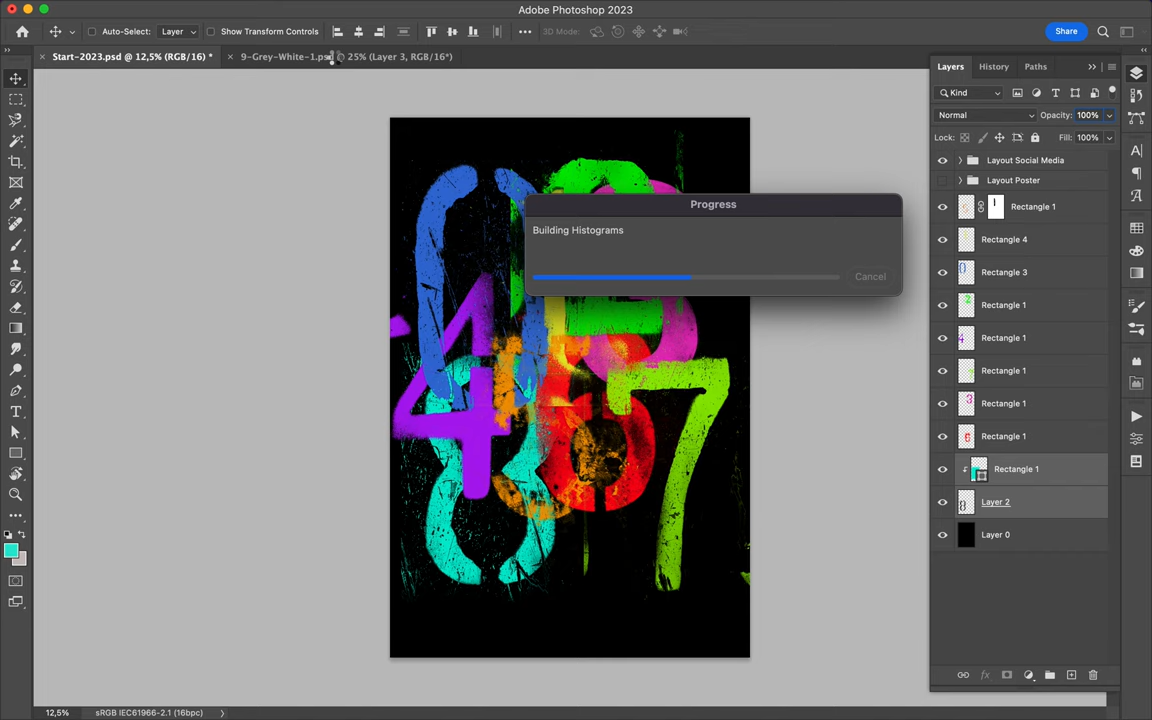 Adobe Photoshop 2023
Auto-Select: Layer Show Transform Controls ••• 3D Mode: Share
× Start-2023.psd @ 12,5% (RGB/16) * × 9-Grey-White-1.psd @ 25% (Layer 3, RGB/16*)
Layers History Paths
Kind
Normal Opacity: 100%
Lock: Fill: 100%
Layout Social Media
Layout Poster
Rectangle 1
Rectangle 4
Rectangle 3
Rectangle 1
Rectangle 1
Rectangle 1
Rectangle 1
Rectangle 1
Rectangle 1
Layer 2
Layer 0
Progress
Building Histograms
Cancel
4
7
8
12,5% sRGB IEC61966-2.1 (16bpc)